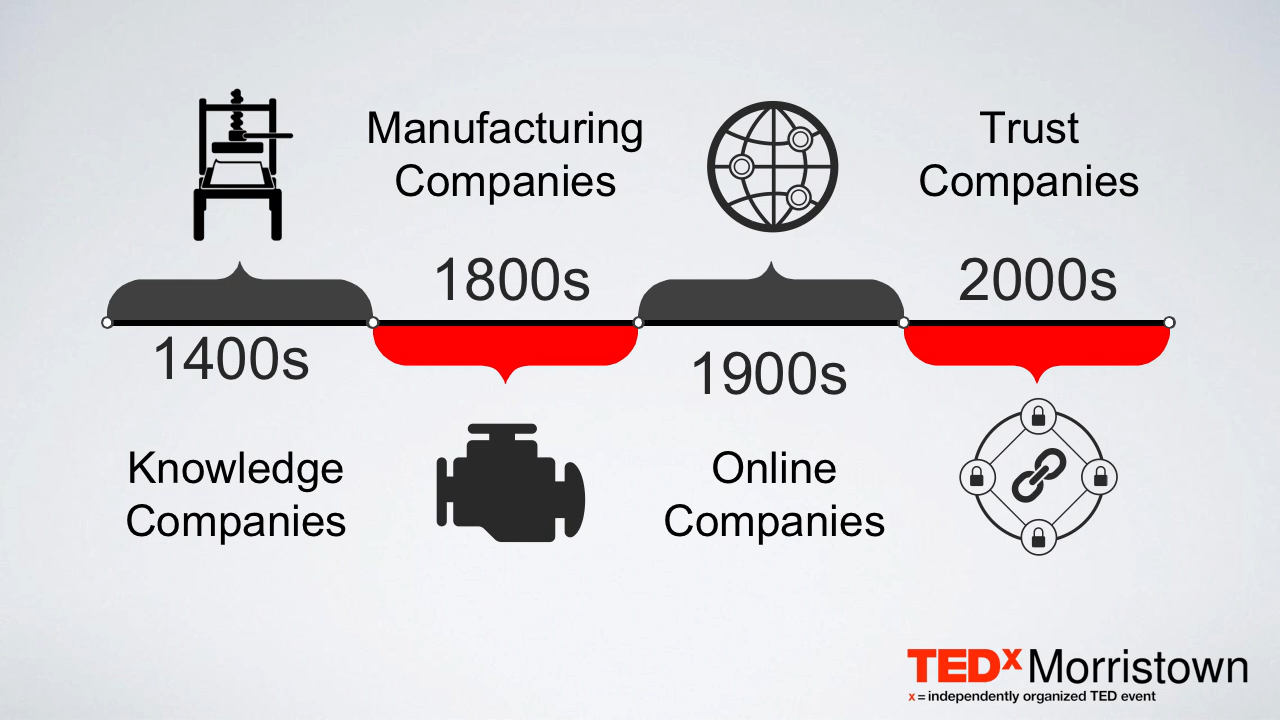 Manufacturing
Companies
Trust
Companies
1800s
2000s
1400s
1900s
Knowledge
Companies
Online
Companies
TEDx Morristown
x = independently organized TED event